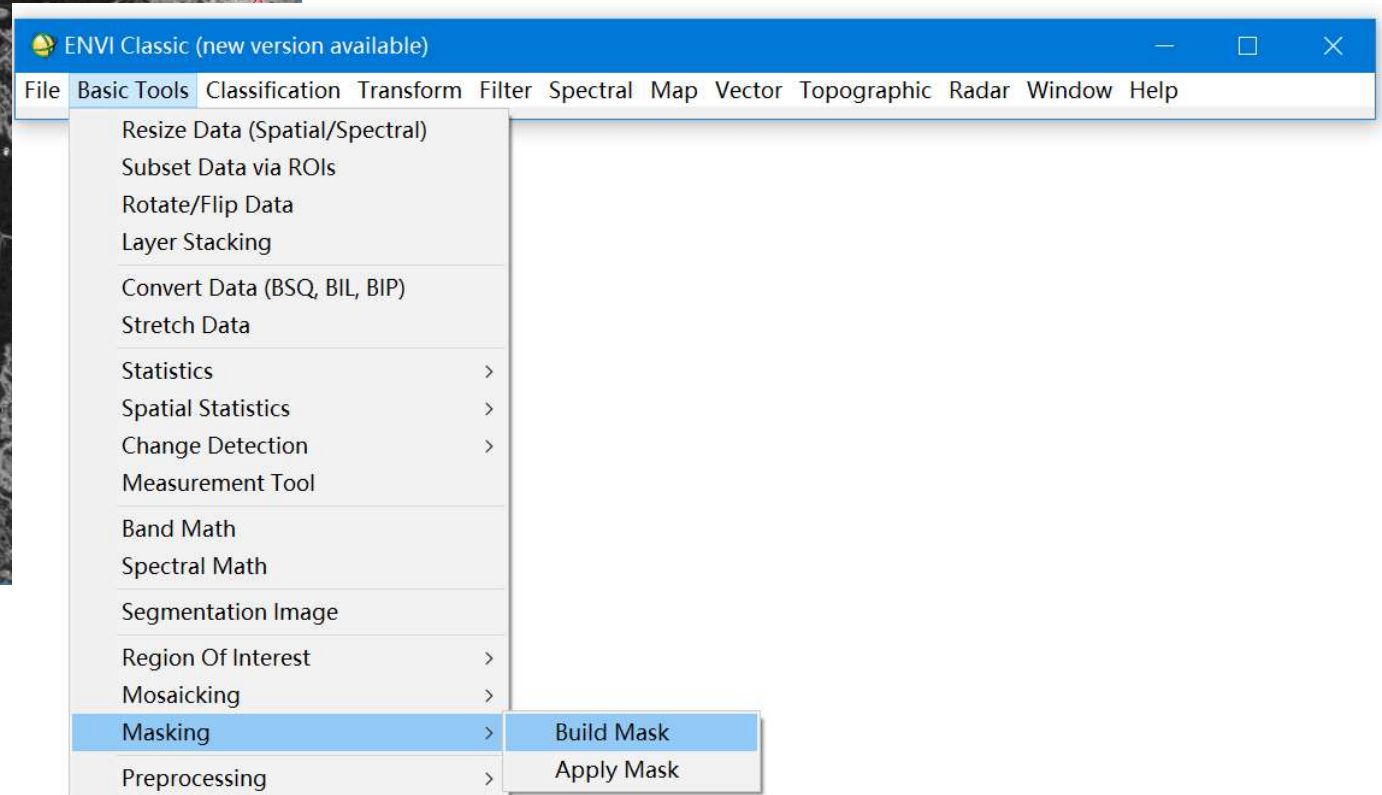 ENVI Classic (new version available)
File Basic Tools Classification Transform Filter Spectral Map Vector Topographic Radar Window Help
Resize Data (Spatial/Spectral)
Subset Data via ROIs
Rotate/Flip Data
Layer Stacking
Convert Data (BSQ, BIL, BIP)
Stretch Data
Statistics
Spatial Statistics
Change Detection
Measurement Tool
Band Math
Spectral Math
Segmentation Image
Region Of Interest
Mosaicking
Masking
Build Mask
Apply Mask
Preprocessing